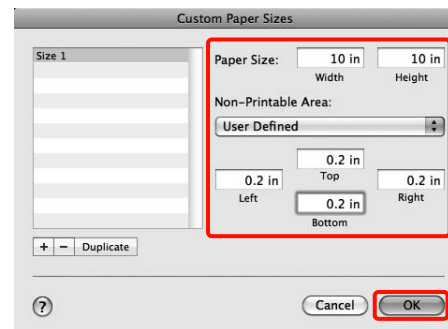 Custom Paper Sizes
Size 1
Paper Size: 10 in 10 in
Width Height
Non-Printable Area:
User Defined
0.2 in
Top
0.2 in 0.2 in
Left Right
0.2 in
Bottom
+ − Duplicate
? Cancel OK